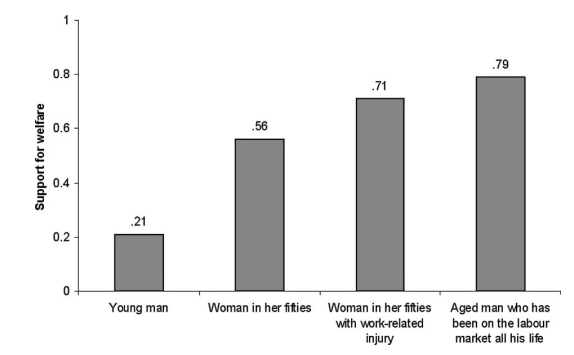 1
0.8
0.6
0.4
0.2
0
Support for welfare
.21
.56
.71
.79
Young man
Woman in her fifties
Woman in her fifties
with work-related
injury
Aged man who has
been on the labour
market all his life